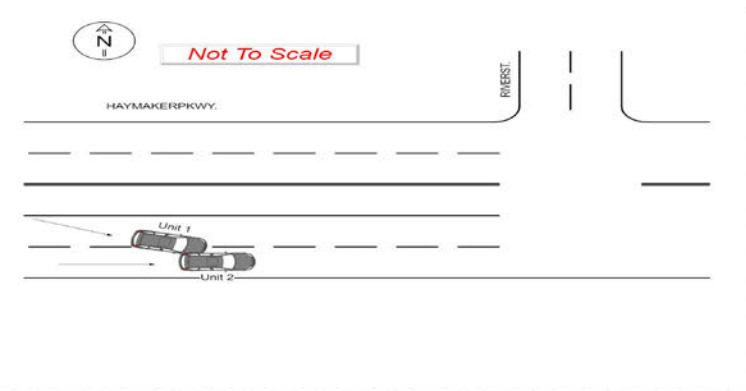 N
Not To Scale
RIVERST.
HAYMAKERPKWY.
Unit 1
Unit 2